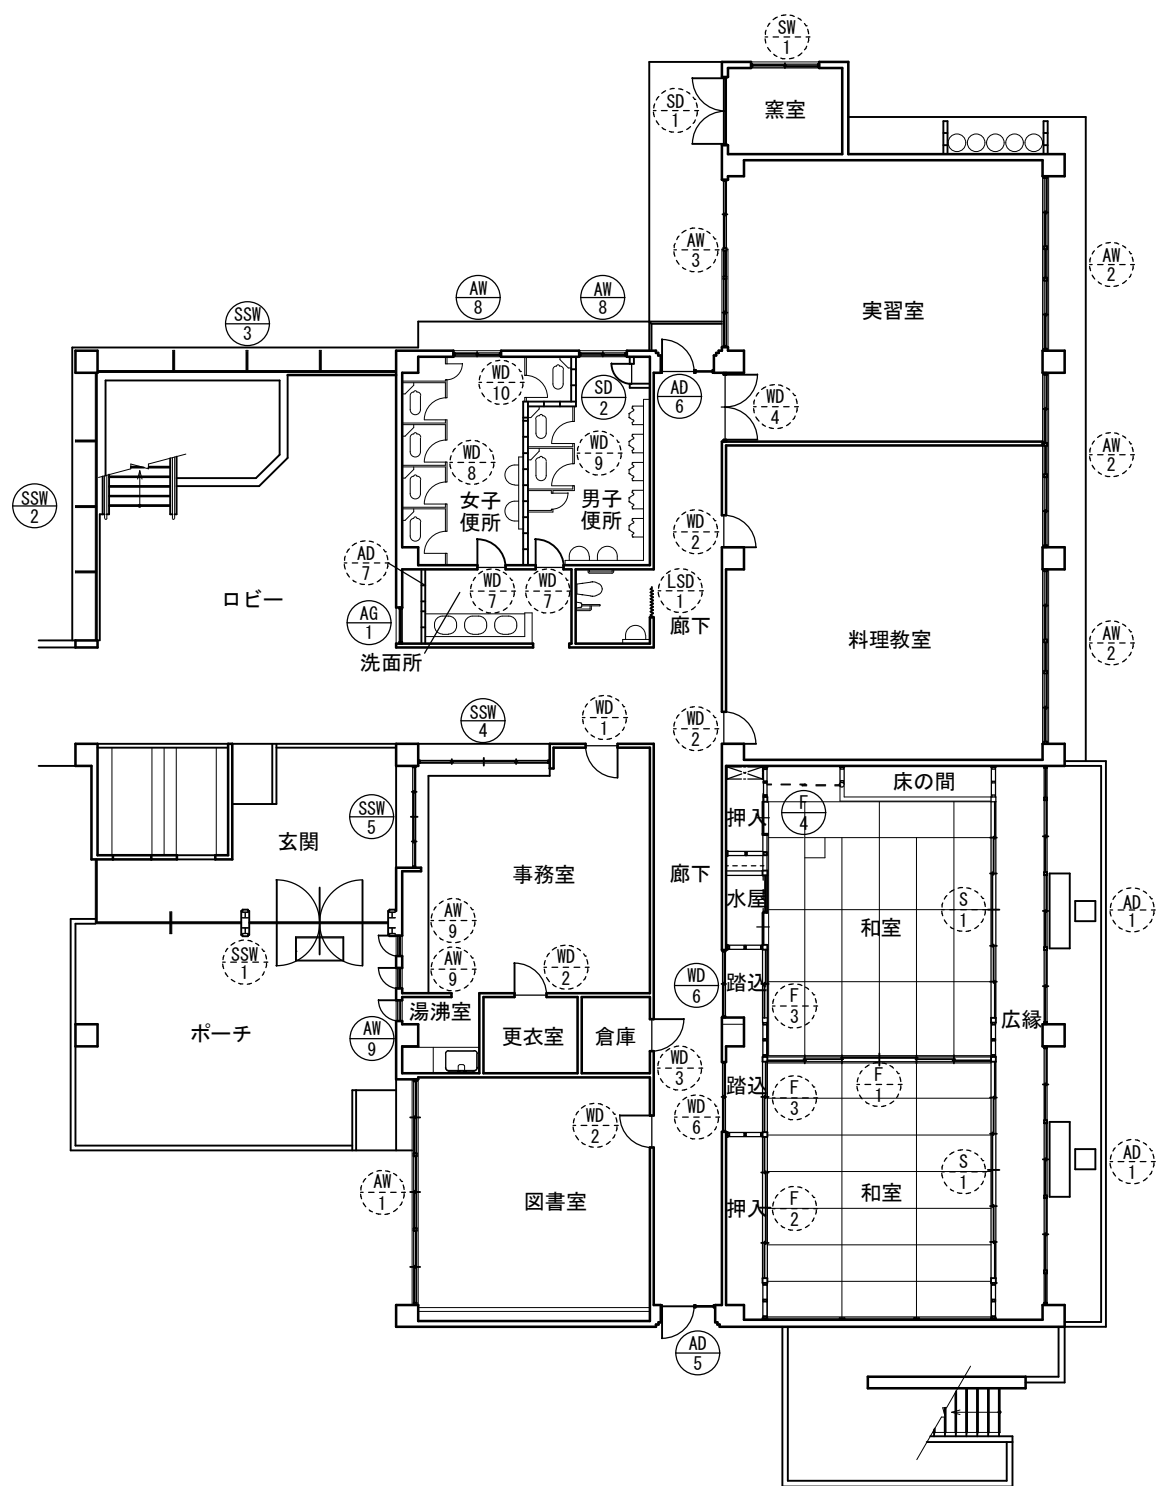 SW
1
SD
1
窯室
AW
3
AW
2
実習室
AW
8
AW
8
SSW
3
WD
10
SD
2
AD
6
WD
4
WD
8
WD
9
AW
2
SSW
2
女子
便所
男子
便所
WD
2
AD
7
WD
7
WD
7
LSD
1
ロビー
AG
1
廊下
料理教室
AW
2
洗面所
SSW
4
WD
1
WD
2
床の間
SSW
5
押入
F
4
玄関
事務室
廊下
水屋
和室
S
1
AD
1
AW
9
SSW
1
AW
9
WD
2
WD
6
踏込
F
3
広縁
湯沸室
ポーチ
AW
9
更衣室
倉庫
WD
3
踏込
F
3
F
1
WD
2
WD
6
AW
1
図書室
押入
F
2
和室
S
1
AD
1
AD
5